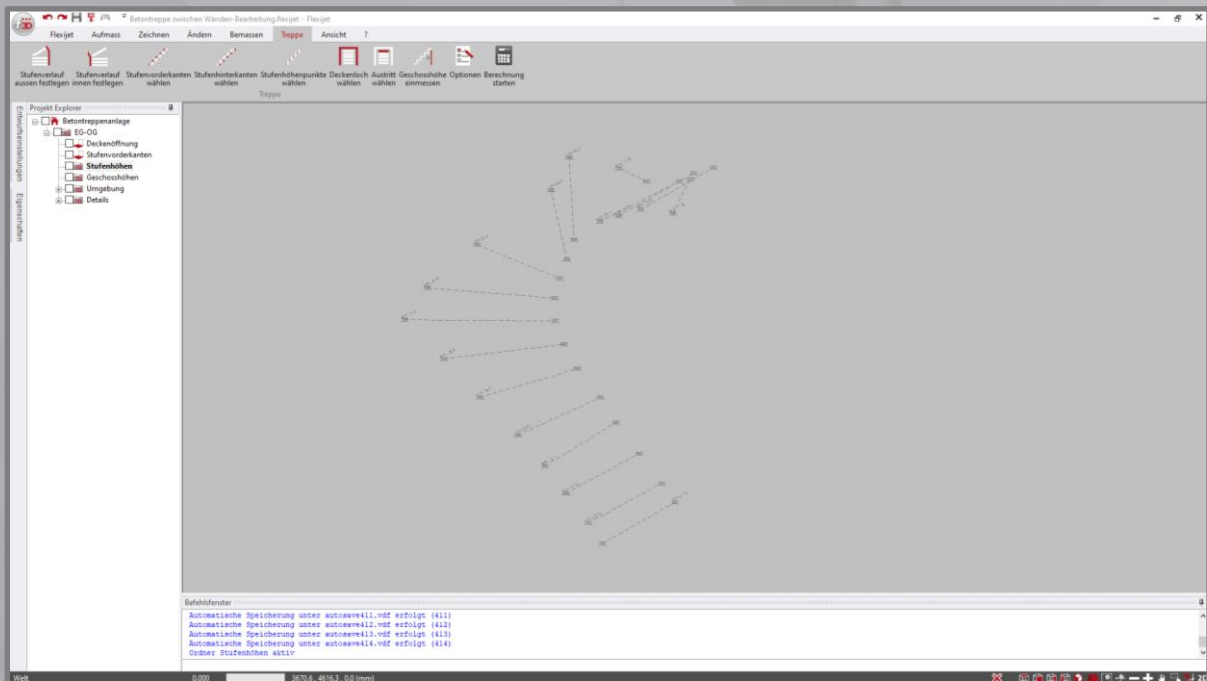 Betontreppe zwischen Wänden-Bearbeitung.flexijet - Flexijet
Flexijet Aufmass Zeichnen Ändern Bemassen Treppe Ansicht ?
Stufenverlauf aussen festlegen
Stufenverlauf innen festlegen
Stufenvorderkanten wählen
Stufenhinterkanten wählen
Stufenhöhenpunkte wählen
Deckenloch wählen
Austritt wählen
Geschosshöhe einmessen
Optionen
Berechnung starten
Treppe
Entwurfseinstellungen
Eigenschaften
Projekt Explorer
Betontreppenanlage
EG-OG
Deckenöffnung
Stufenvorderkanten
Stufenhöhen
Geschosshöhen
Umgebung
Details
Befehlsfenster
Automatische Speicherung unter autosave411.vdf erfolgt (411)
Automatische Speicherung unter autosave412.vdf erfolgt (412)
Automatische Speicherung unter autosave413.vdf erfolgt (413)
Automatische Speicherung unter autosave414.vdf erfolgt (414)
Ordner Stufenhöhen aktiv
Welt 0.000 3670.6 , 4616.3 , 0.0 (mm) 2D